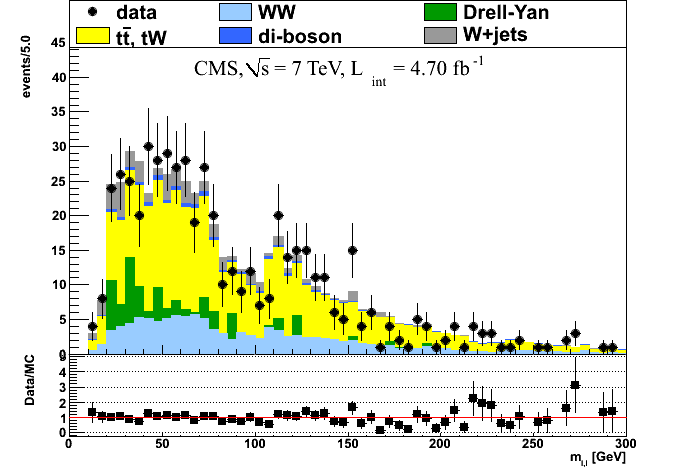 data WW Drell-Yan
tt̅, tW di-boson W+jets
events/5.0
CMS, √s = 7 TeV, L int = 4.70 fb⁻¹
45
40
35
30
25
20
15
10
5
0
Data/MC
4
3
2
1
0
0 50 100 150 200 250 300
m l,l [GeV]